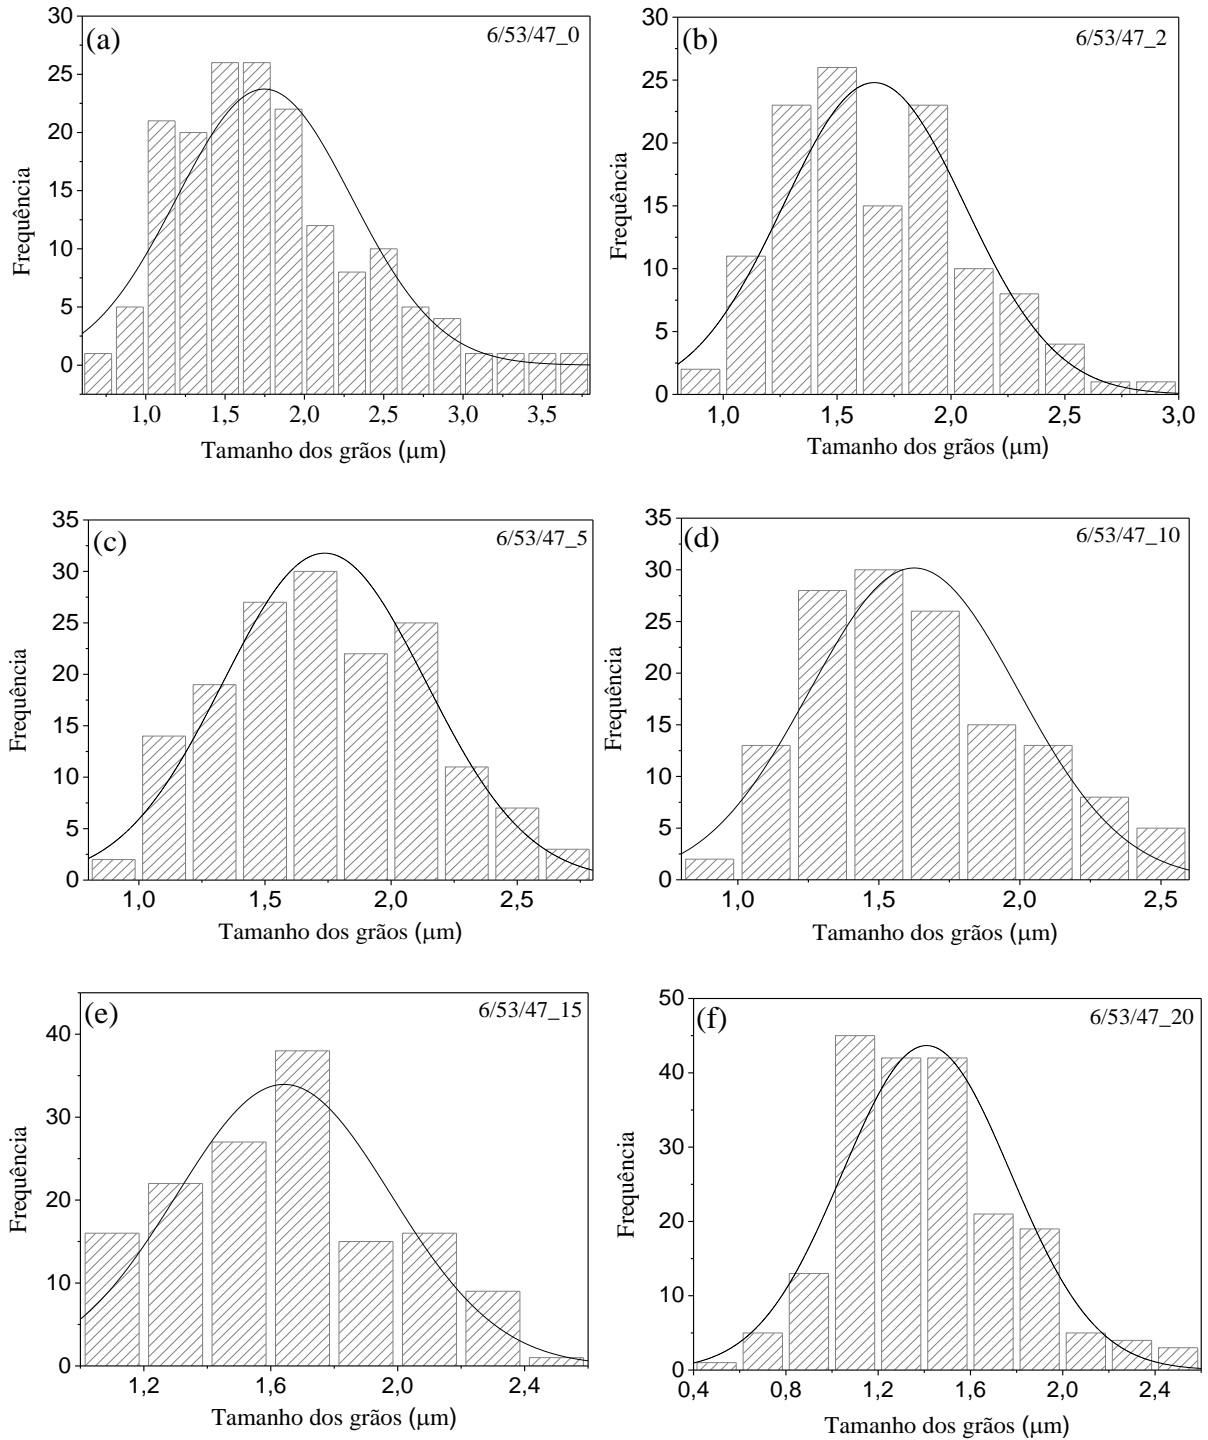 (a)
6/53/47_0
30
25
20
15
10
5
0
Frequência
1,0 1,5 2,0 2,5 3,0 3,5
Tamanho dos grãos (μm)
(b)
6/53/47_2
30
25
20
15
10
5
0
Frequência
1,0 1,5 2,0 2,5 3,0
Tamanho dos grãos (μm)
(c)
6/53/47_5
35
30
25
20
15
10
5
0
Frequência
1,0 1,5 2,0 2,5
Tamanho dos grãos (μm)
(d)
6/53/47_10
35
30
25
20
15
10
5
0
Frequência
1,0 1,5 2,0 2,5
Tamanho dos grãos (μm)
(e)
6/53/47_15
40
30
20
10
0
Frequência
1,2 1,6 2,0 2,4
Tamanho dos grãos (μm)
(f)
6/53/47_20
50
40
30
20
10
0
Frequência
0,4 0,8 1,2 1,6 2,0 2,4
Tamanho dos grãos (μm)